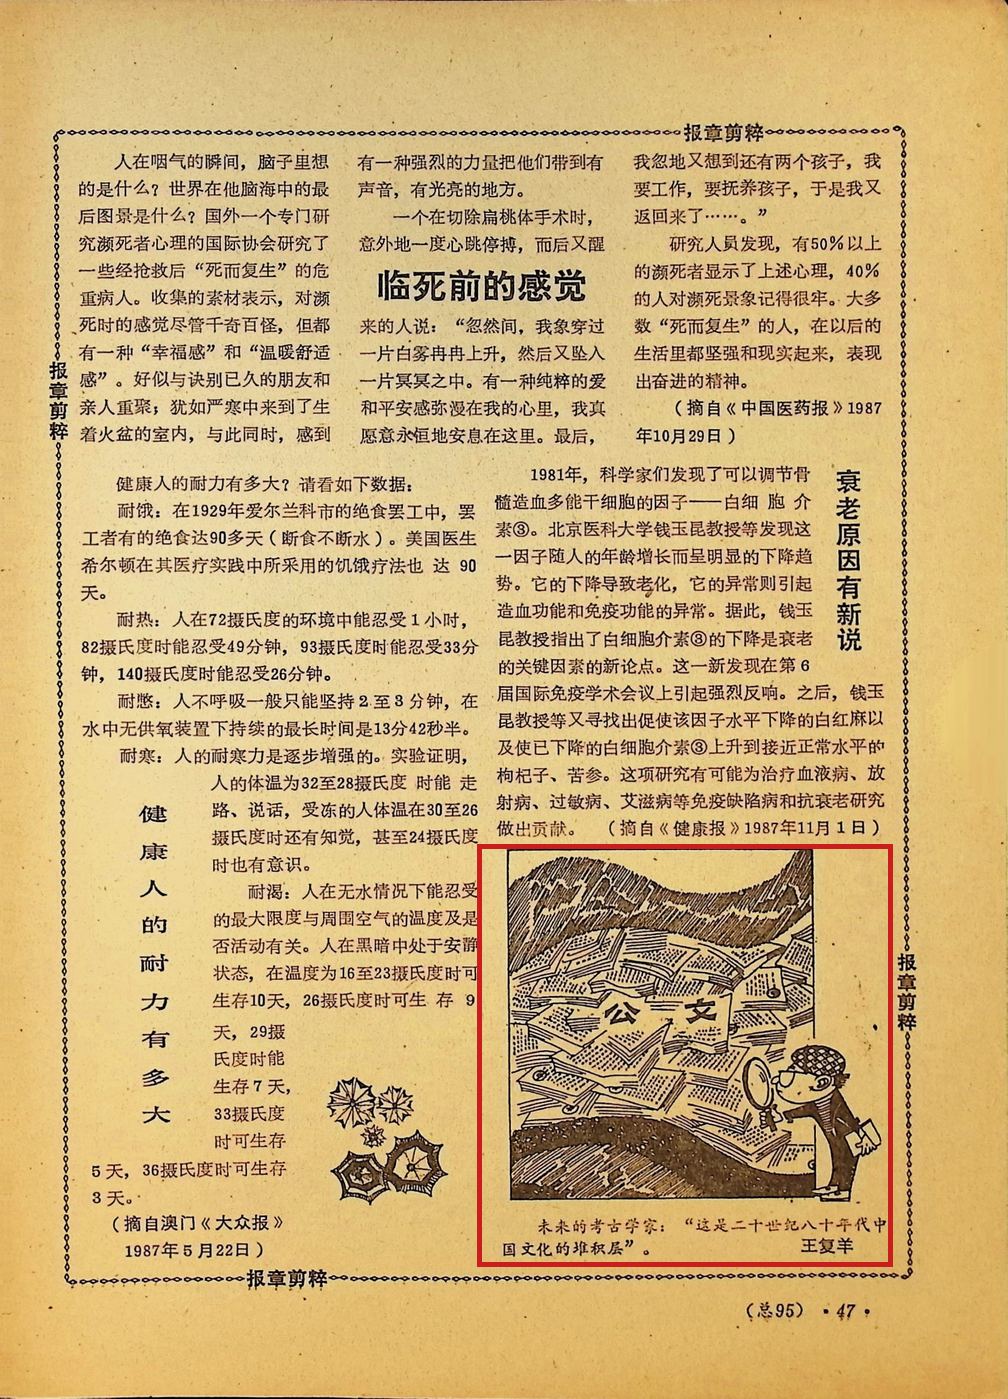 报章剪粹
人在咽气的瞬间，脑子里想
的是什么？世界在他脑海中的最
后图景是什么？国外一个专门研
究濒死者心理的国际协会研究了
一些经抢救后“死而复生”的危
重病人。收集的素材表示，对濒
死时的感觉尽管千奇百怪，但都
有一种“幸福感”和“温暖舒适
感”。好似与诀别已久的朋友和
亲人重聚；犹如严寒中来到了生
着火盆的室内，与此同时，感到
有一种强烈的力量把他们带到有
声音，有光亮的地方。
一个在切除扁桃体手术时，
意外地一度心跳停搏，而后又醒
临死前的感觉
来的人说：“忽然间，我象穿过
一片白雾冉冉上升，然后又坠入
一片冥冥之中。有一种纯粹的爱
和平安感弥漫在我的心里，我真
愿意永恒地安息在这里。最后，
我忽地又想到还有两个孩子，我
要工作，要抚养孩子，于是我又
返回来了……。”
研究人员发现，有50%以上
的濒死者显示了上述心理，40%
的人对濒死景象记得很牢。大多
数“死而复生”的人，在以后的
生活里都坚强和现实起来，表现
出奋进的精神。
（摘自《中国医药报》1987
年10月29日）
报章剪粹
健康人的耐力有多大？请看如下数据：
耐饿：在1929年爱尔兰科市的绝食罢工中，罢
工者有的绝食达90多天（断食不断水）。美国医生
希尔顿在其医疗实践中所采用的饥饿疗法也 达 90
天。
耐热：人在72摄氏度的环境中能忍受1小时，
82摄氏度时能忍受49分钟，93摄氏度时能忍受33分
钟，140摄氏度时能忍受26分钟。
耐憋：人不呼吸一般只能坚持2至3分钟，在
水中无供氧装置下持续的最长时间是13分42秒半。
耐寒：人的耐寒力是逐步增强的。实验证明，
人的体温为32至28摄氏度 时能 走
路、说话，受冻的人体温在30至26
摄氏度时还有知觉，甚至24摄氏度
时也有意识。
耐渴：人在无水情况下能忍受
的最大限度与周围空气的温度及是
否活动有关。人在黑暗中处于安静
状态，在温度为16至23摄氏度时可
生存10天，26摄氏度时可生 存 9
天，29摄
氏度时能
生存7天，
33摄氏度
时可生存
5天，36摄氏度时可生存
3天。
（摘自澳门《大众报》
1987年5月22日）
健康人的耐力有多大
1981年，科学家们发现了可以调节骨
髓造血多能干细胞的因子——白细 胞 介
素③。北京医科大学钱玉昆教授等发现这
一因子随人的年龄增长而呈明显的下降趋
势。它的下降导致老化，它的异常则引起
造血功能和免疫功能的异常。据此，钱玉
昆教授指出了白细胞介素③的下降是衰老
的关键因素的新论点。这一新发现在第6
届国际免疫学术会议上引起强烈反响。之后，钱玉
昆教授等又寻找出促使该因子水平下降的白红麻以
及使已下降的白细胞介素③上升到接近正常水平的
枸杞子、苦参。这项研究有可能为治疗血液病、放
射病、过敏病、艾滋病等免疫缺陷病和抗衰老研究
做出贡献。 （摘自《健康报》1987年11月1日）
衰老原因有新说
公 文
未来的考古学家：“这是二十世纪八十年代中
国文化的堆积层”。 王复羊
报章剪粹
报章剪粹
（总95） ·47·